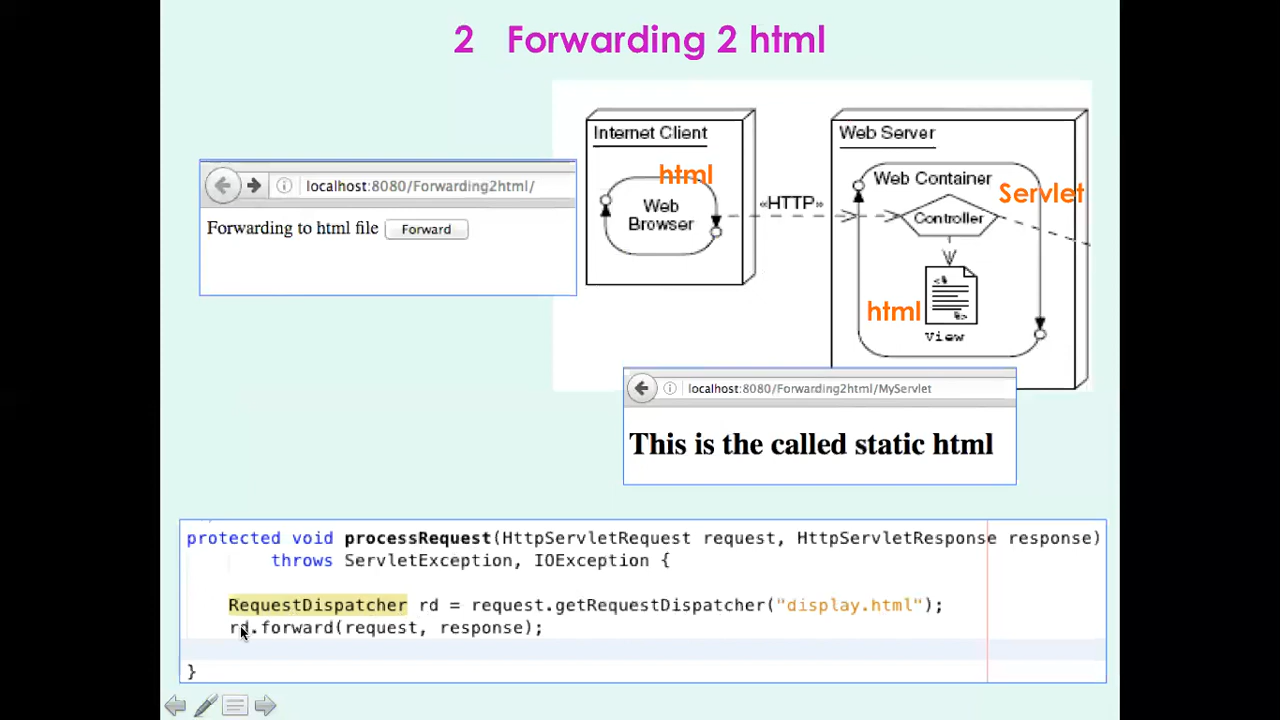 2 Forwarding 2 html
localhost:8080/Forwarding2html/
Forwarding to html file Forward
Internet Client
html
Web
Browser
«HTTP»
Web Server
Web Container
Servlet
Controller
<%
%>
html
View
localhost:8080/Forwarding2html/MyServlet
This is the called static html
protected void processRequest(HttpServletRequest request, HttpServletResponse response)
throws ServletException, IOException {
RequestDispatcher rd = request.getRequestDispatcher("display.html");
rd.forward(request, response);
}